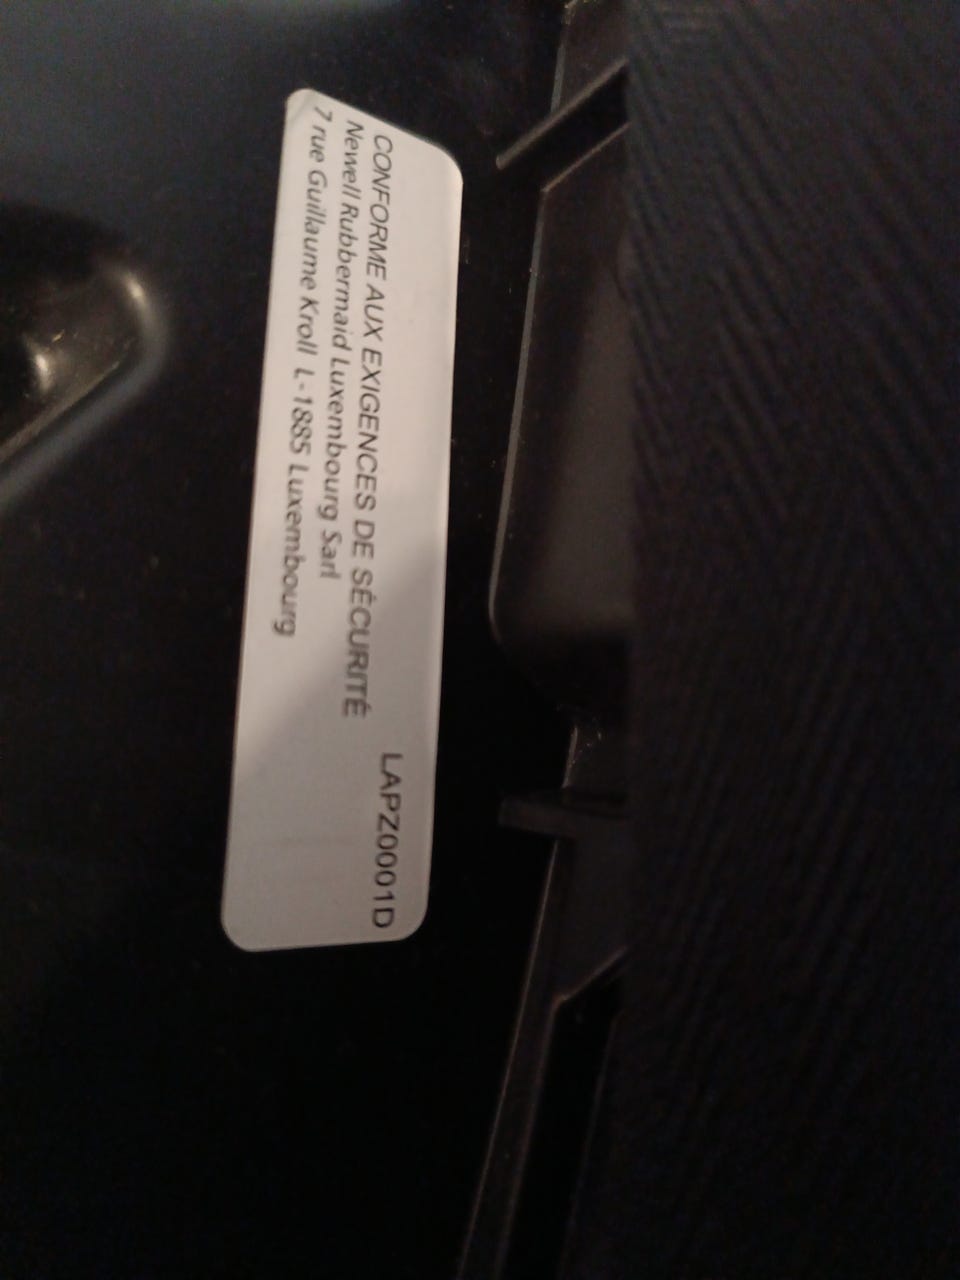 LAPZ0001D
CONFORME AUX EXIGENCES DE SÉCURITÉ
Newell Rubbermaid Luxembourg Sarl
7 rue Guillaume Kroll L-1885 Luxembourg